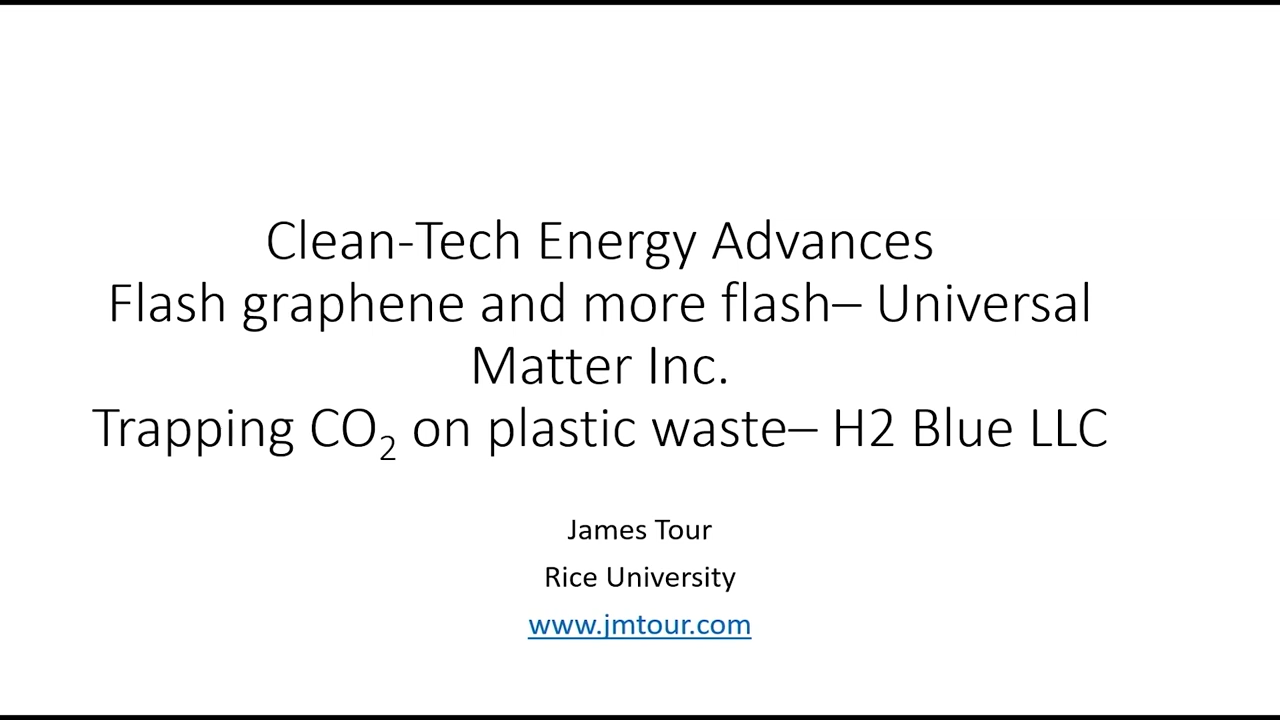 Clean-Tech Energy Advances
Flash graphene and more flash– Universal
Matter Inc.
Trapping CO₂ on plastic waste– H2 Blue LLC
James Tour
Rice University
www.jmtour.com